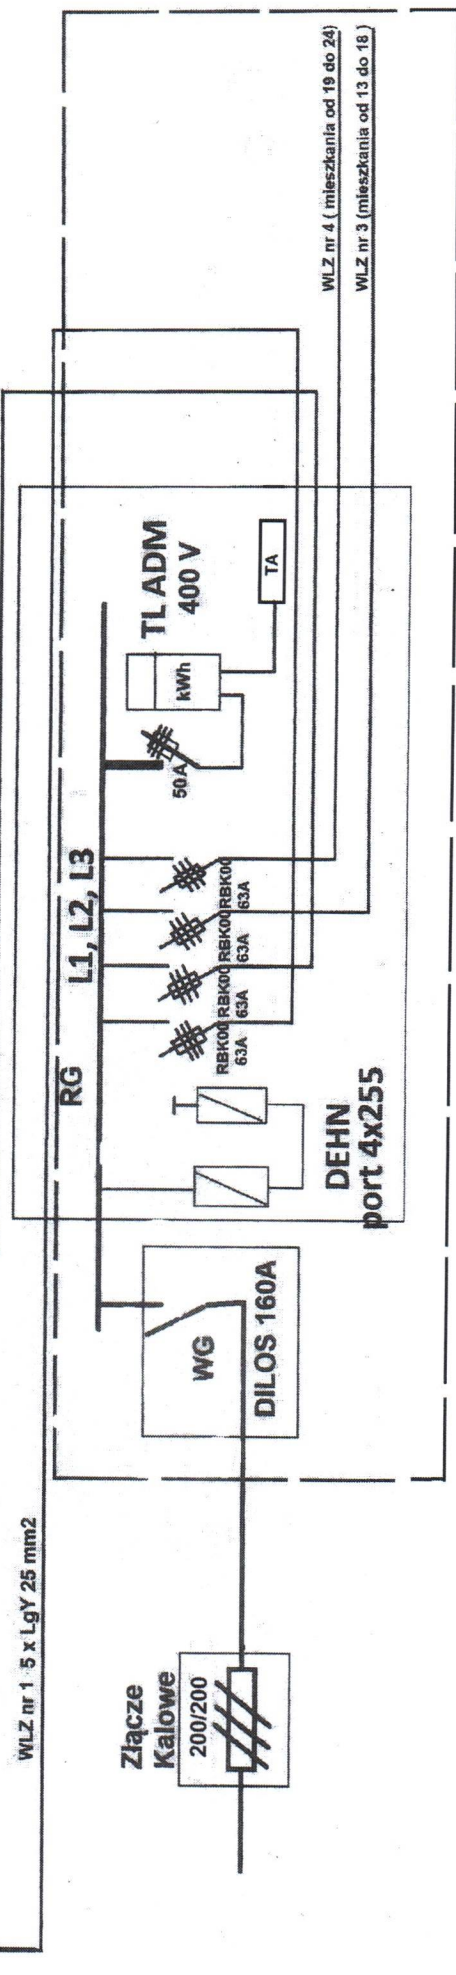 WLZ nr 1 5 x LgY 25 mm2
Złącze
Kalowe
200/200
WG
DILOS 160A
RG
L1, L2, L3
DEHN
port 4x255
RBK00
63A
RBK00
63A
RBK00
63A
RBK00
63A
50A
kWh
TL ADM
400 V
TA
WLZ nr 4 ( mieszkania od 19 do 24)
WLZ nr 3 (mieszkania od 13 do 18 )